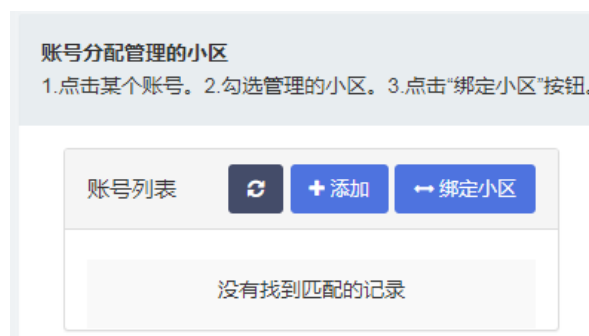 账号分配管理的小区
1.点击某个账号。2.勾选管理的小区。3.点击“绑定小区”按钮。
账号列表 添加 绑定小区
没有找到匹配的记录